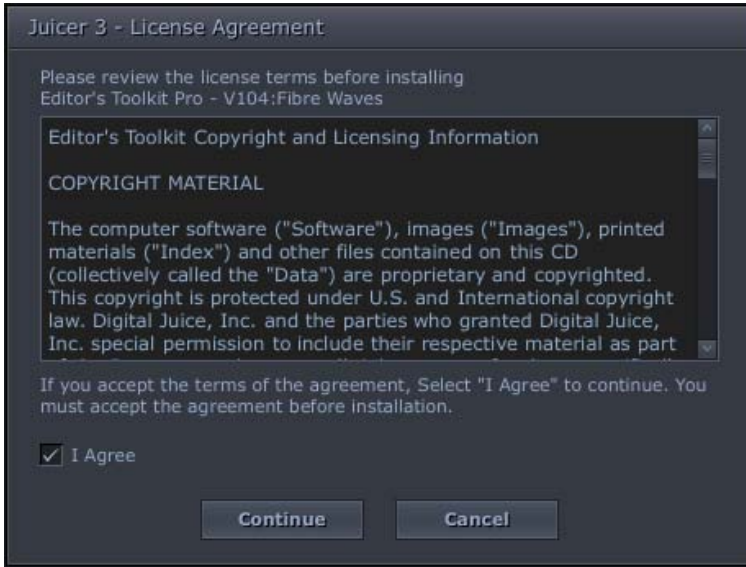 Juicer 3 - License Agreement
Please review the license terms before installing
Editor's Toolkit Pro - V104:Fibre Waves
Editor's Toolkit Copyright and Licensing Information
COPYRIGHT MATERIAL
The computer software ("Software"), images ("Images"), printed
materials ("Index") and other files contained on this CD
(collectively called the "Data") are proprietary and copyrighted.
This copyright is protected under U.S. and International copyright
law. Digital Juice, Inc. and the parties who granted Digital Juice,
Inc. special permission to include their respective material as part
If you accept the terms of the agreement, Select "I Agree" to continue. You
must accept the agreement before installation.
I Agree
Continue
Cancel